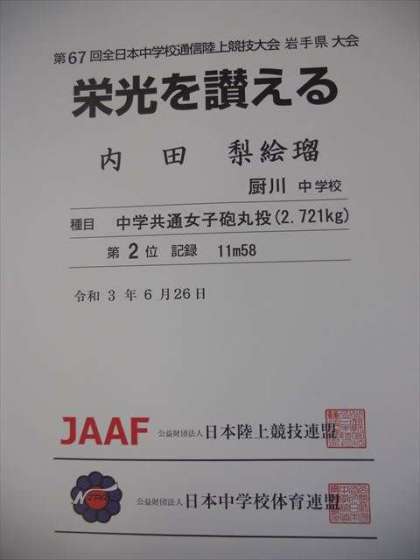 第67回全日本中学校通信陸上競技大会 岩手県 大会
栄光を讃える
内田 梨絵瑠
厨川 中学校
種目 中学共通女子砲丸投(2.721kg)
第 2 位 記録 11m58
令和 3 年 6 月26日
JAAF 公益財団法人日本陸上競技連盟
公益財団法人日本中学校体育連盟